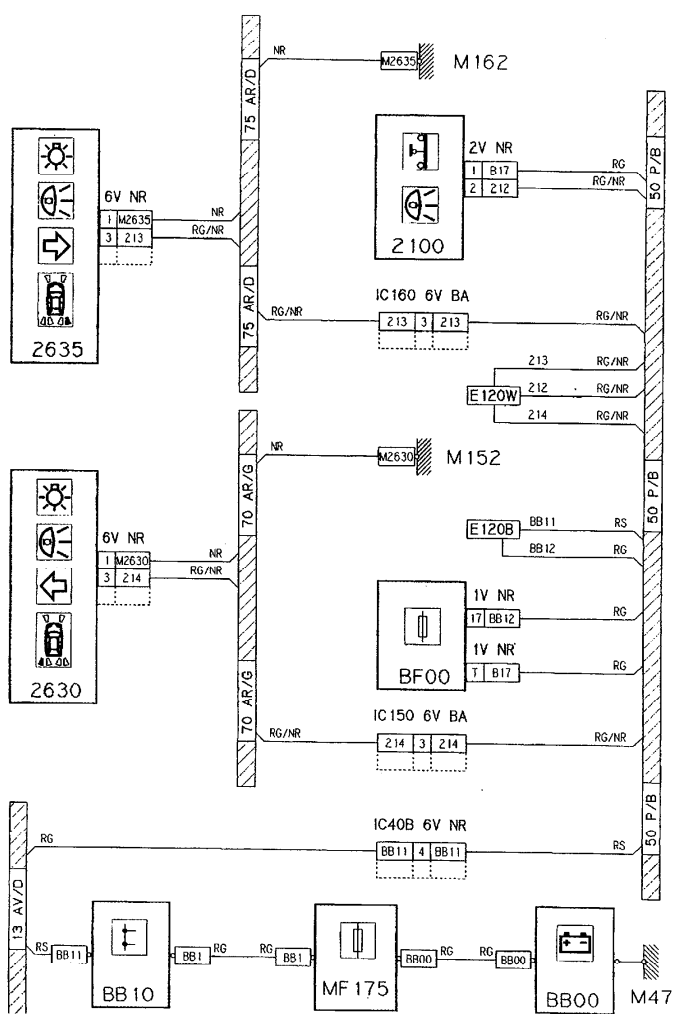 NR
M2635
M162
75 AR/D
2V NR
1 B17
RG
2 212
RG/NR
2100
50 P/B
6V NR
1 M2635
NR
3 213
RG/NR
2635
75 AR/D
RG/NR
IC160 6V BA
213 3 213
RG/NR
213
RG/NR
E120W
212
RG/NR
214
RG/NR
NR
M2630
M152
70 AR/G
50 P/B
E120B
BB11
RS
BB12
RG
6V NR
1 M2630
NR
3 214
RG/NR
2630
1V NR
17 BB12
RG
1V NR
T B17
RG
BF00
70 AR/G
RG/NR
IC150 6V BA
214 3 214
RG/NR
50 P/B
IC40B 6V NR
RG
BB11 4 BB11
RS
13 AV/D
RS
BB11
BB10
BB1
RG
RG
BB1
MF175
BB00
RG
RG
BB00
BB00
M47